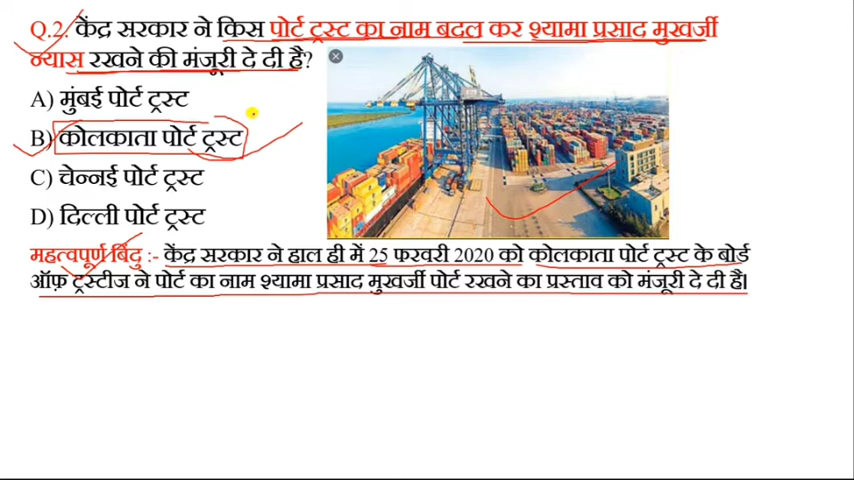 Q.2. केंद्र सरकार ने किस पोर्ट ट्रस्ट का नाम बदल कर श्यामा प्रसाद मुखर्जी
न्यास रखने की मंजूरी दे दी है?
A) मुंबई पोर्ट ट्रस्ट
B) कोलकाता पोर्ट ट्रस्ट
C) चेन्नई पोर्ट ट्रस्ट
D) दिल्ली पोर्ट ट्रस्ट
महत्वपूर्ण बिंदु :- केंद्र सरकार ने हाल ही में 25 फरवरी 2020 को कोलकाता पोर्ट ट्रस्ट के बोर्ड
ऑफ़ ट्रस्टीज ने पोर्ट का नाम श्यामा प्रसाद मुखर्जी पोर्ट रखने का प्रस्ताव को मंजूरी दे दी है।